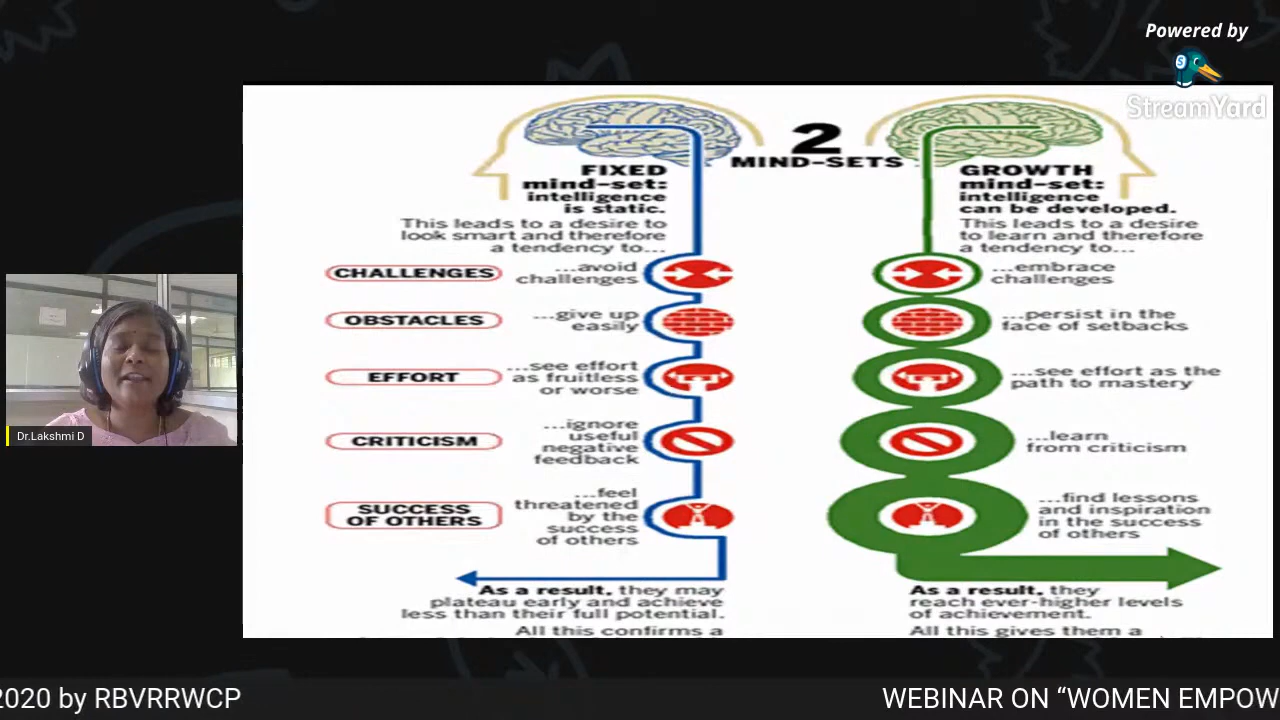 Powered by
StreamYard
2
MIND-SETS
FIXED
mind-set:
intelligence
is static.
This leads to a desire to
look smart and therefore
a tendency to...
GROWTH
mind-set:
intelligence
can be developed.
This leads to a desire
to learn and therefore
a tendency to...
CHALLENGES
...avoid
challenges
...embrace
challenges
OBSTACLES
...give up
easily
...persist in the
face of setbacks
EFFORT
...see effort
as fruitless
or worse
...see effort as the
path to mastery
CRITICISM
...ignore
useful
negative
feedback
...learn
from criticism
SUCCESS
OF OTHERS
...feel
threatened
by the
success
of others
...find lessons
and inspiration
in the success
of others
As a result, they may
plateau early and achieve
less than their full potential.
All this confirms a
As a result, they
reach ever-higher levels
of achievement.
All this gives them a
Dr.Lakshmi D
2020 by RBVRRWCP
WEBINAR ON “WOMEN EMPOW